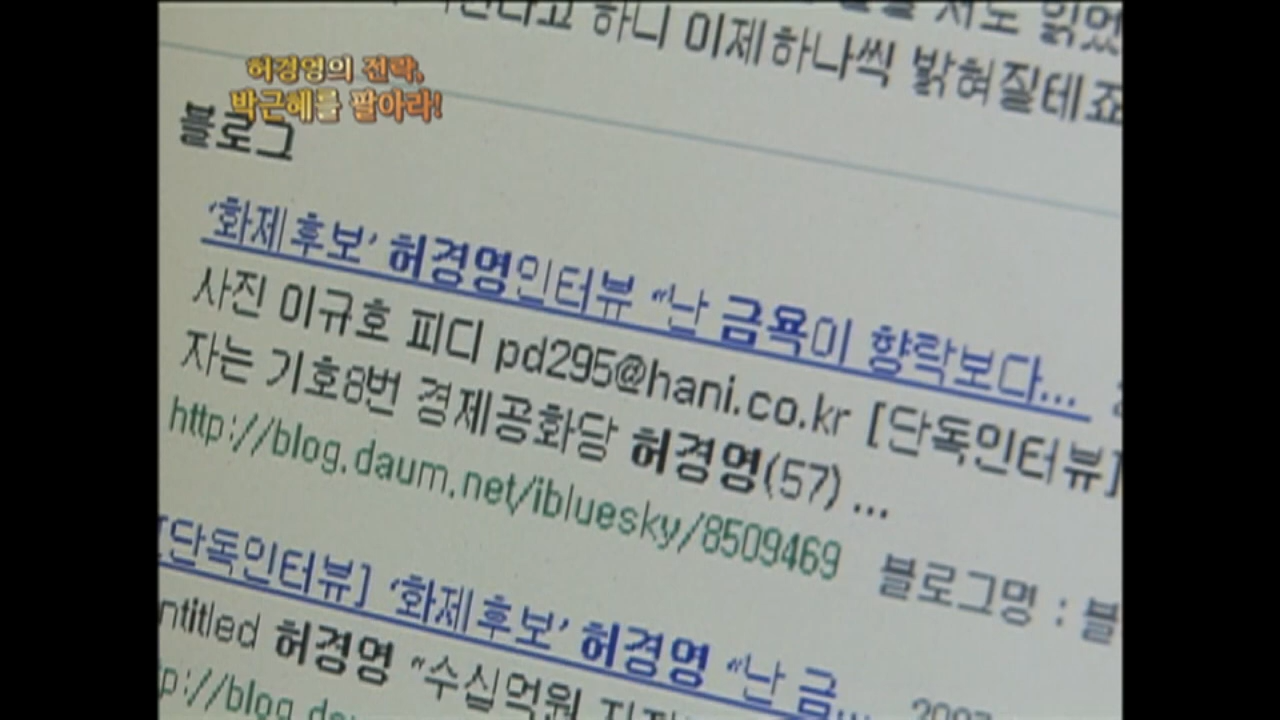 허경영의 전략,
박근혜를 팔아라!
하니 이제하나씩 밝혀질테죠
블로그
'화제후보' 허경영인터뷰 "난 금욕이 향락보다...
사진 이규호 피디 pd295@hani.co.kr [단독인터뷰]
자는 기호8번 경제공화당 허경영(57) ...
http://blog.daum.net/ibluesky/8509469 블로그명 : 블
[단독인터뷰] '화제후보' 허경영 "난 금...
ntitled 허경영 "수십억원